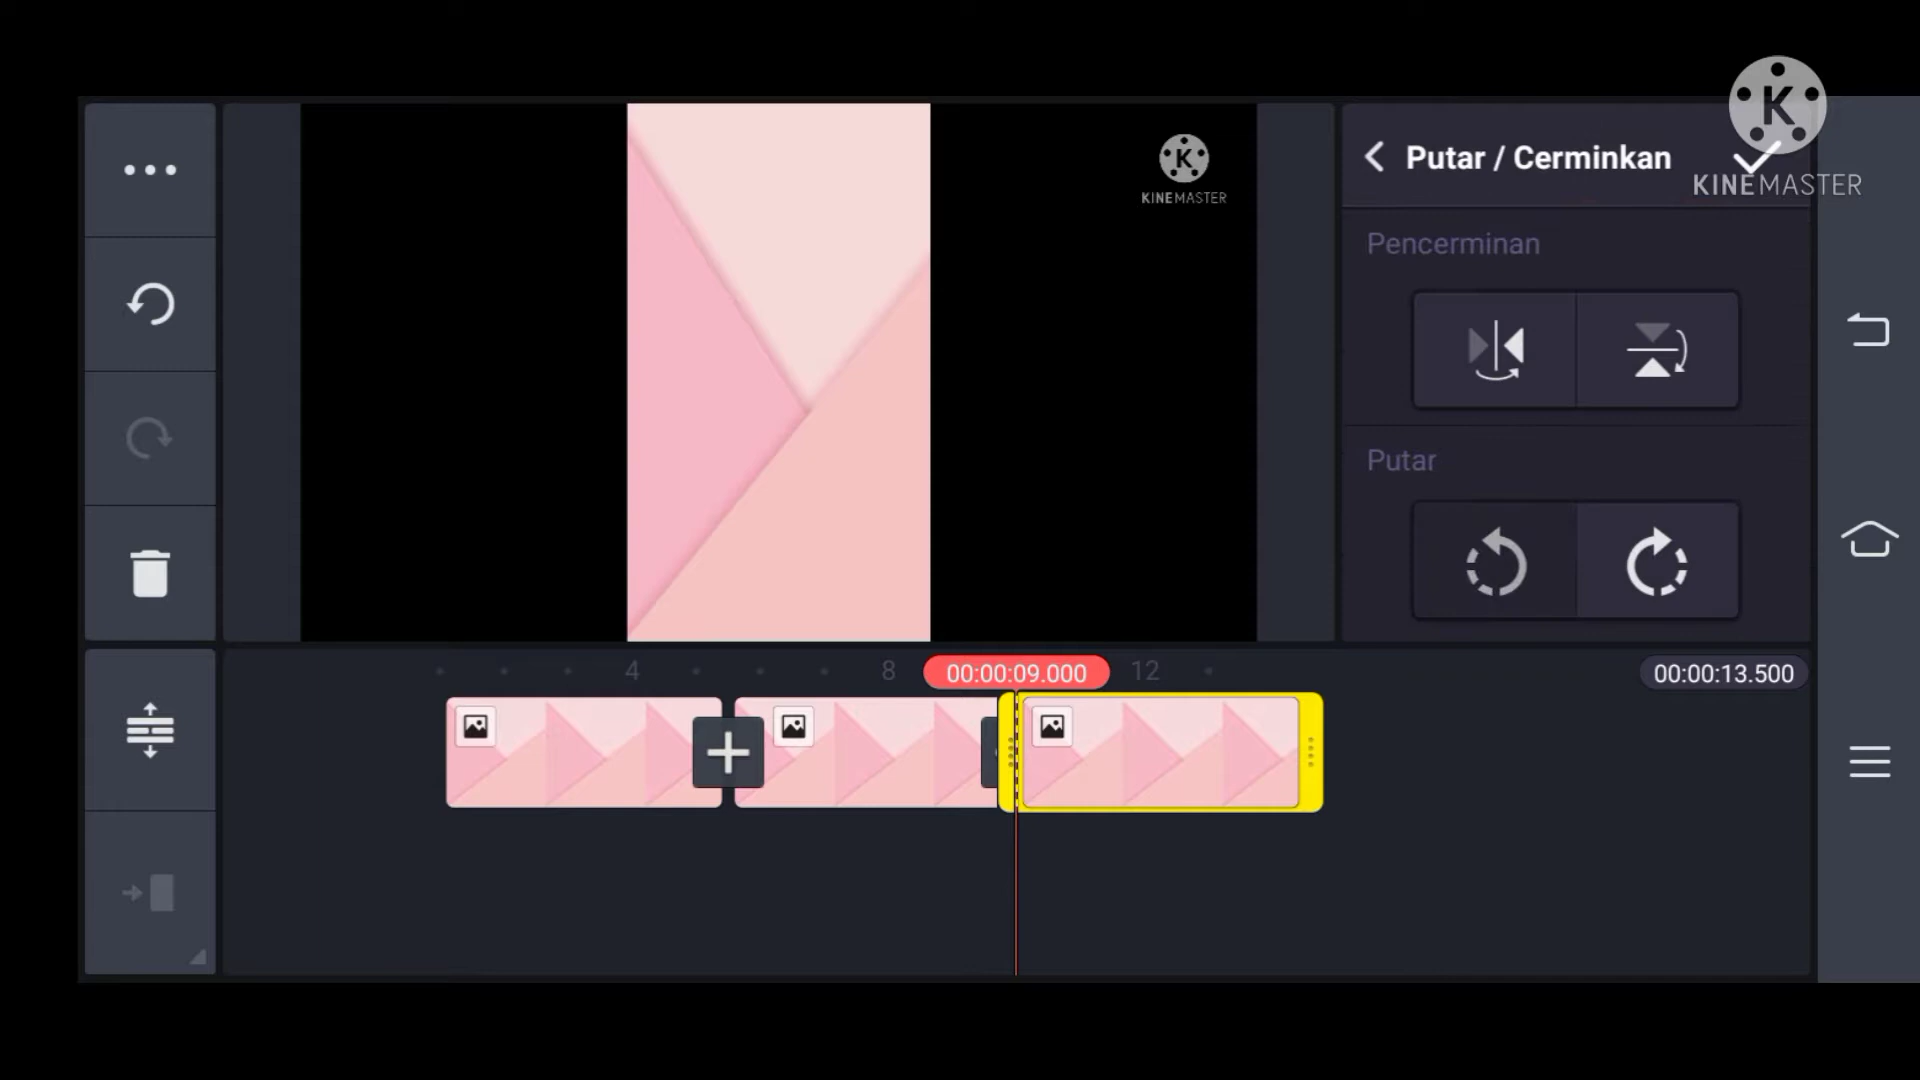 K
KINEMASTER
K
KINEMASTER
Putar / Cerminkan
Pencerminan
Putar
4
8
00:00:09.000
12
00:00:13.500